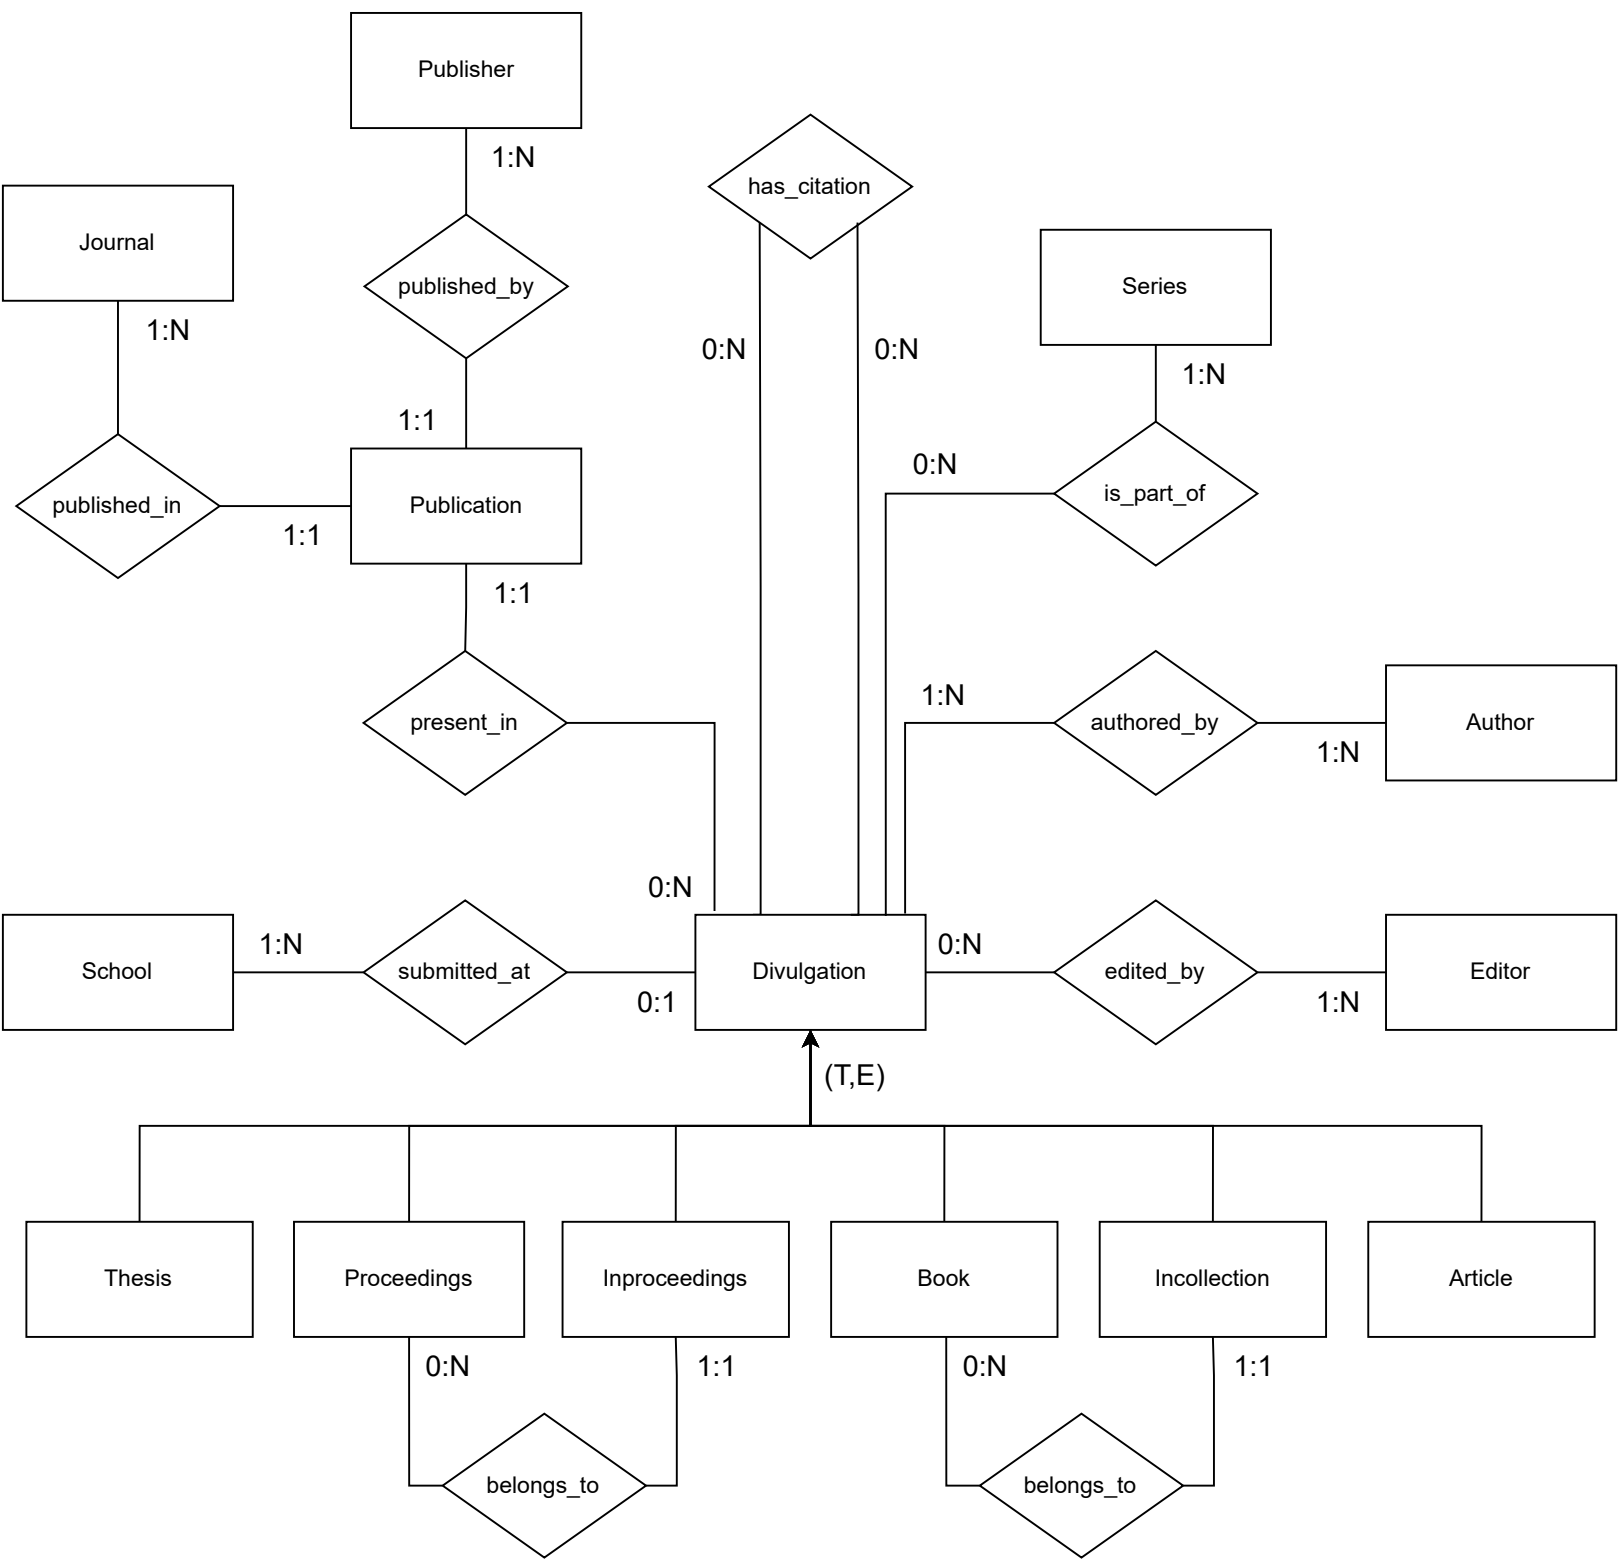 Publisher
1:N
has_citation
Journal
published_by
Series
1:N
0:N
0:N
1:N
1:1
0:N
published_in
Publication
is_part_of
1:1
1:1
1:N
present_in
authored_by
Author
1:N
0:N
1:N
0:N
School
submitted_at
Divulgation
edited_by
Editor
0:1
1:N
(T,E)
Thesis
Proceedings
Inproceedings
Book
Incollection
Article
0:N
1:1
0:N
1:1
belongs_to
belongs_to